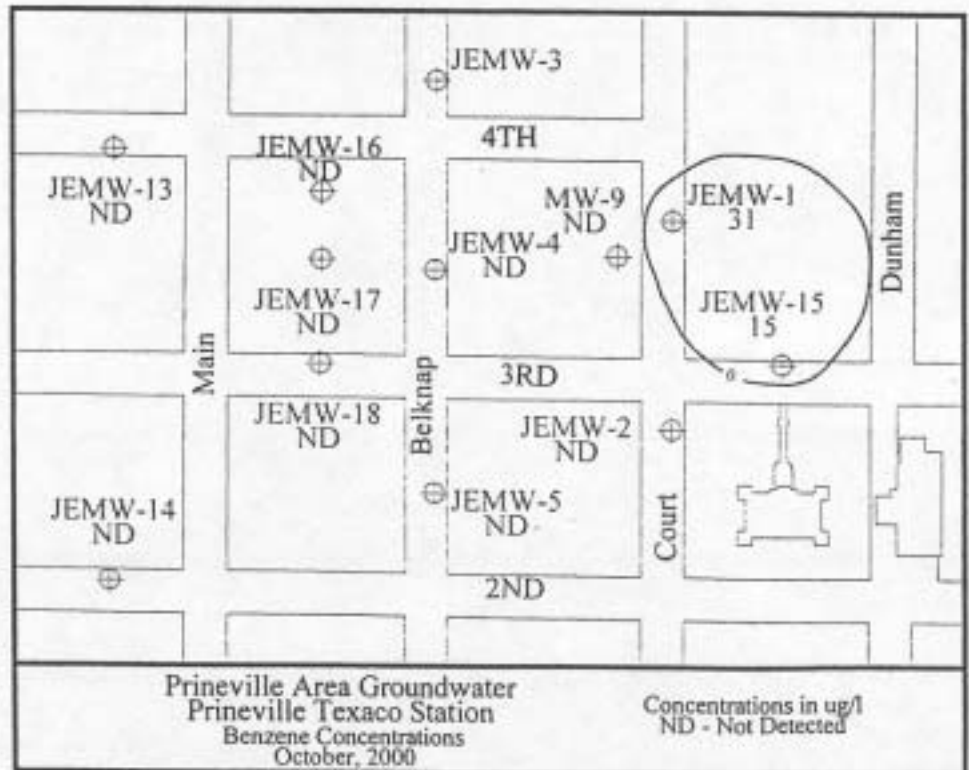 JEMW-3
4TH
JEMW-16
ND
JEMW-13
ND
MW-9
ND
JEMW-1
31
JEMW-4
ND
Dunham
JEMW-17
ND
JEMW-15
15
Main
3RD
6
Belknap
JEMW-18
ND
JEMW-2
ND
JEMW-14
ND
JEMW-5
ND
Court
2ND
Prineville Area Groundwater
Prineville Texaco Station
Benzene Concentrations
October, 2000
Concentrations in ug/l
ND - Not Detected